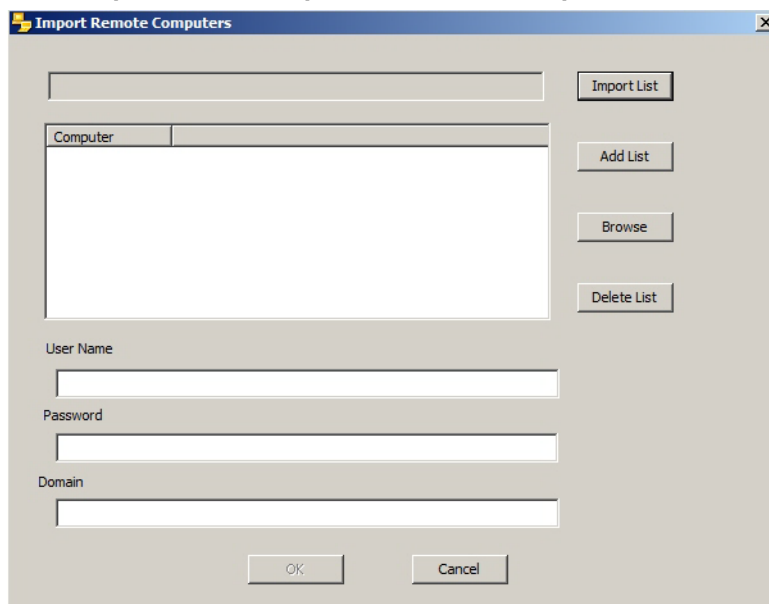 Import Remote Computers
Import List
Computer
Add List
Browse
Delete List
User Name
Password
Domain
OK
Cancel